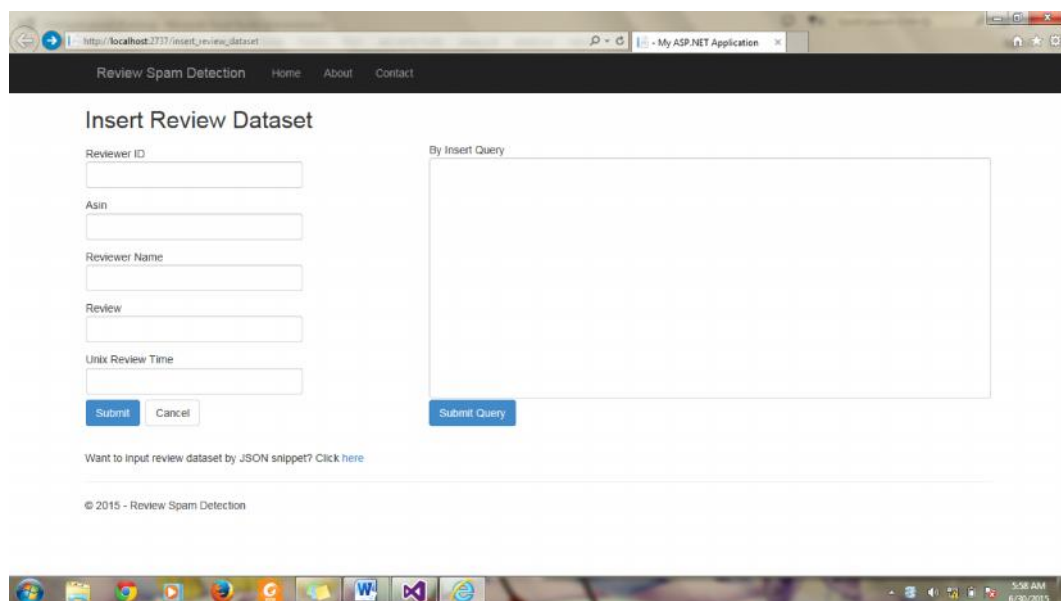 http://localhost:2737/insert_review_dataset
- My ASP.NET Application
Review Spam Detection Home About Contact
Insert Review Dataset
Reviewer ID
Asin
Reviewer Name
Review
Unix Review Time
Submit Cancel
By Insert Query
Submit Query
Want to input review dataset by JSON snippet? Click here
© 2015 - Review Spam Detection
5:58 AM
6/30/2015